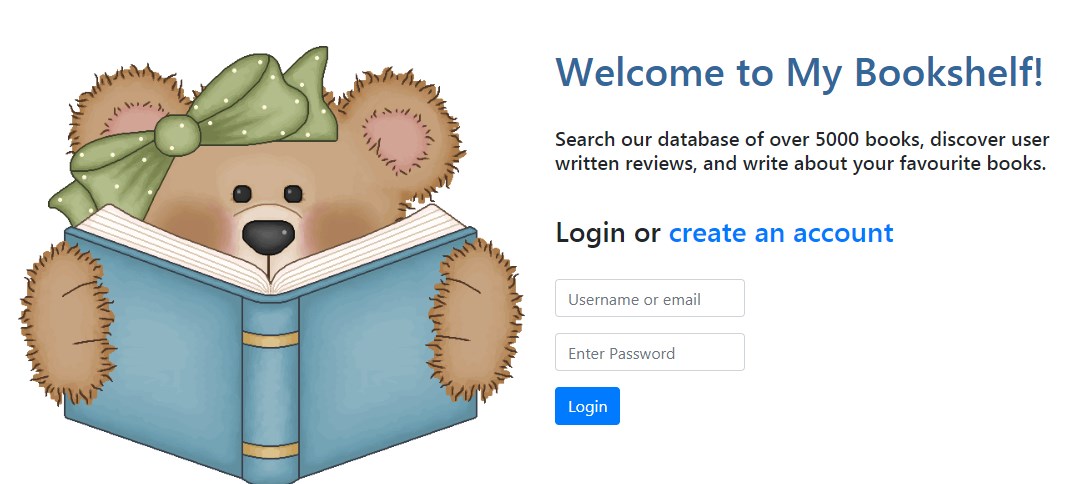 Welcome to My Bookshelf!
Search our database of over 5000 books, discover user
written reviews, and write about your favourite books.
Login or create an account
Username or email
Enter Password
Login